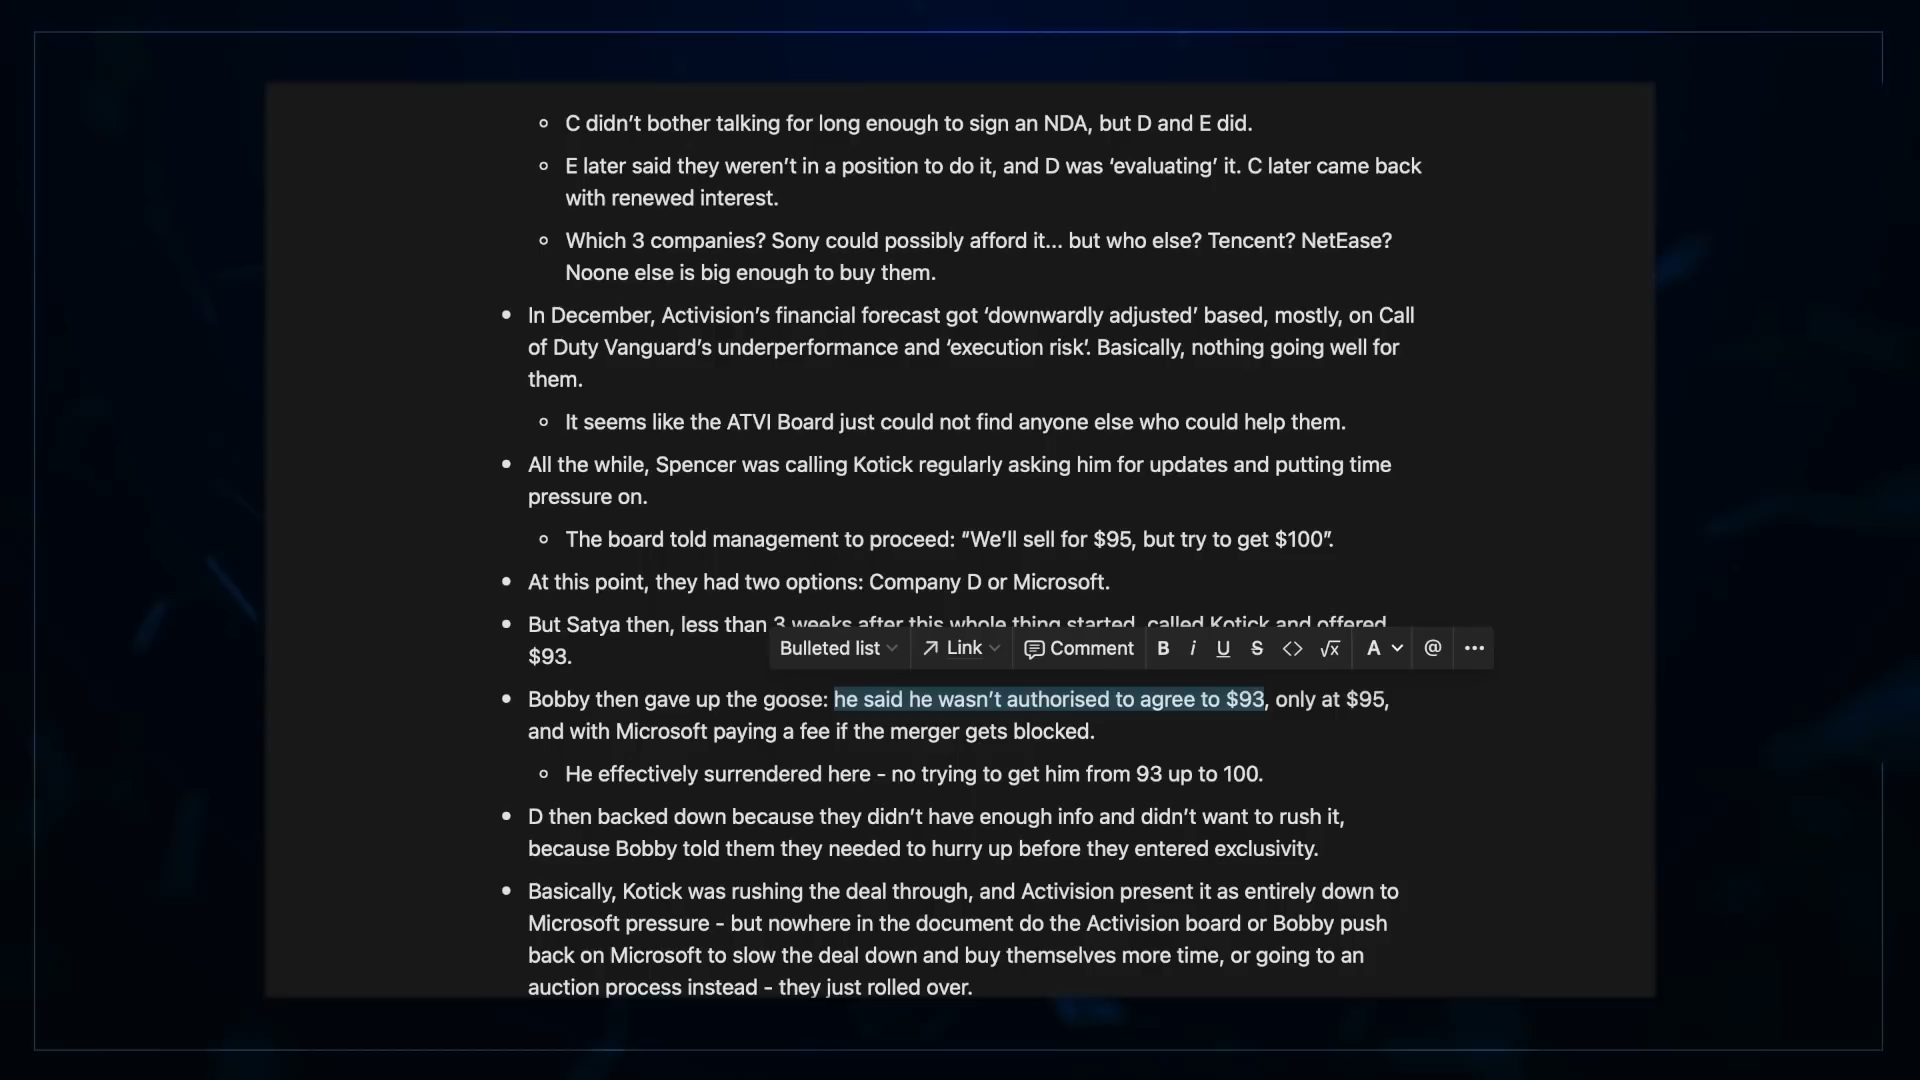 C didn’t bother talking for long enough to sign an NDA, but D and E did.
E later said they weren’t in a position to do it, and D was ‘evaluating’ it. C later came back
with renewed interest.
Which 3 companies? Sony could possibly afford it... but who else? Tencent? NetEase?
Noone else is big enough to buy them.
In December, Activision’s financial forecast got ‘downwardly adjusted’ based, mostly, on Call
of Duty Vanguard’s underperformance and ‘execution risk’. Basically, nothing going well for
them.
It seems like the ATVI Board just could not find anyone else who could help them.
All the while, Spencer was calling Kotick regularly asking him for updates and putting time
pressure on.
The board told management to proceed: “We’ll sell for $95, but try to get $100”.
At this point, they had two options: Company D or Microsoft.
But Satya then, less than 3 weeks after this whole thing started, called Kotick and offered
$93.
Bulleted list Link Comment B i U S <> √x A @ •••
Bobby then gave up the goose: he said he wasn’t authorised to agree to $93, only at $95,
and with Microsoft paying a fee if the merger gets blocked.
He effectively surrendered here - no trying to get him from 93 up to 100.
D then backed down because they didn’t have enough info and didn’t want to rush it,
because Bobby told them they needed to hurry up before they entered exclusivity.
Basically, Kotick was rushing the deal through, and Activision present it as entirely down to
Microsoft pressure - but nowhere in the document do the Activision board or Bobby push
back on Microsoft to slow the deal down and buy themselves more time, or going to an
auction process instead - they just rolled over.